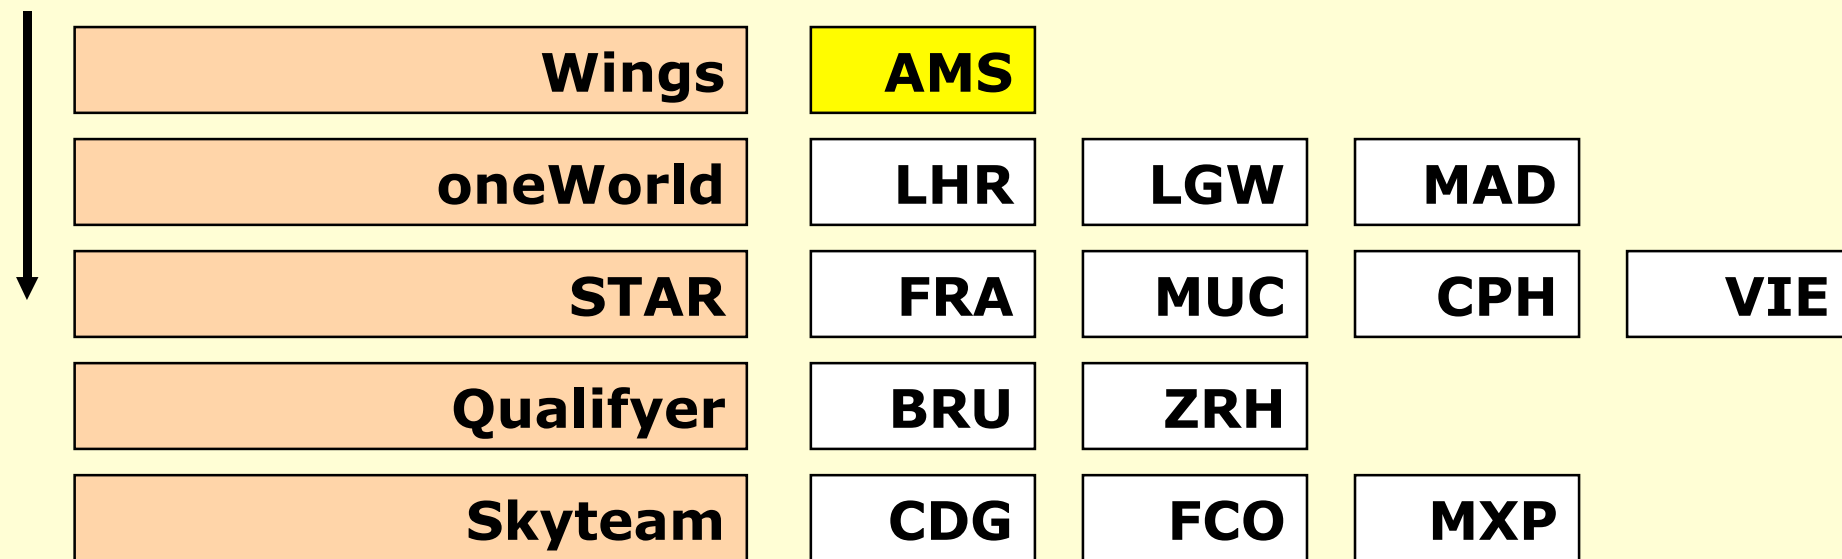 Wings AMS
oneWorld LHR LGW MAD
STAR FRA MUC CPH VIE
Qualifyer BRU ZRH
Skyteam CDG FCO MXP